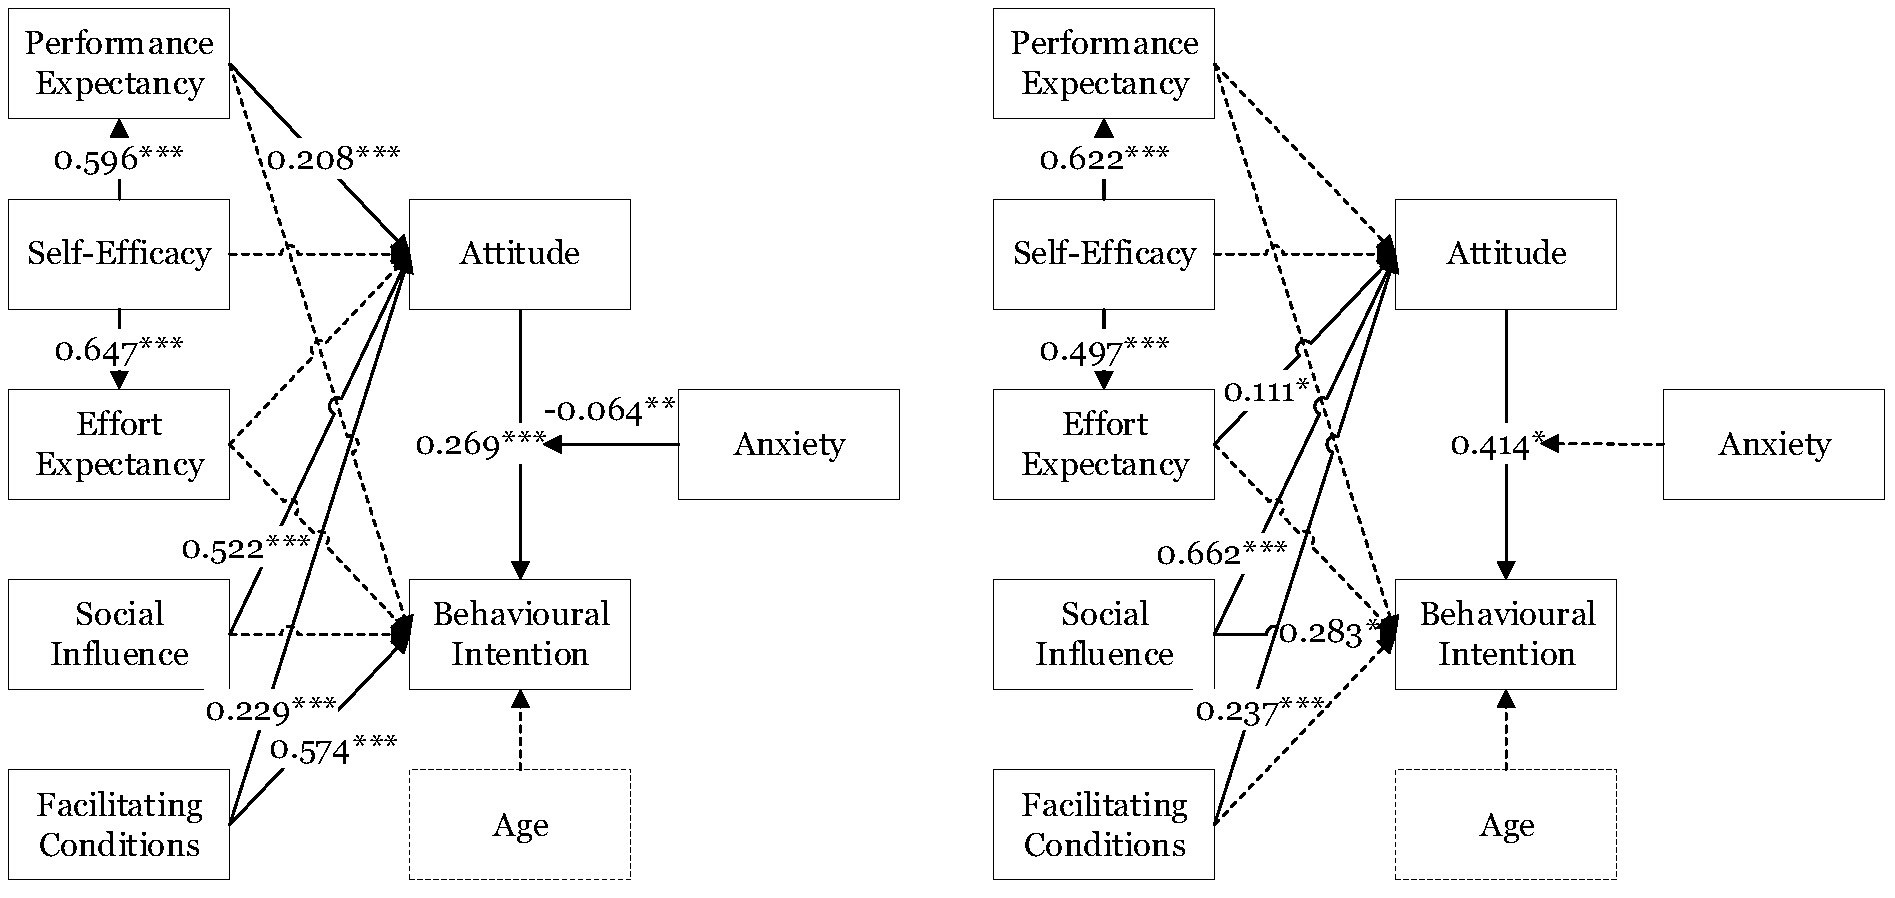 Performance
Expectancy
0.596***
0.208***
Self-Efficacy
Attitude
0.647***
Effort
Expectancy
-0.064**
0.269***
Anxiety
0.522***
Social
Influence
Behavioural
Intention
0.229***
0.574***
Facilitating
Conditions
Age
Performance
Expectancy
0.622***
Self-Efficacy
Attitude
0.497***
0.111*
Effort
Expectancy
0.414*
Anxiety
0.662***
Social
Influence
0.283*
Behavioural
Intention
0.237***
Facilitating
Conditions
Age